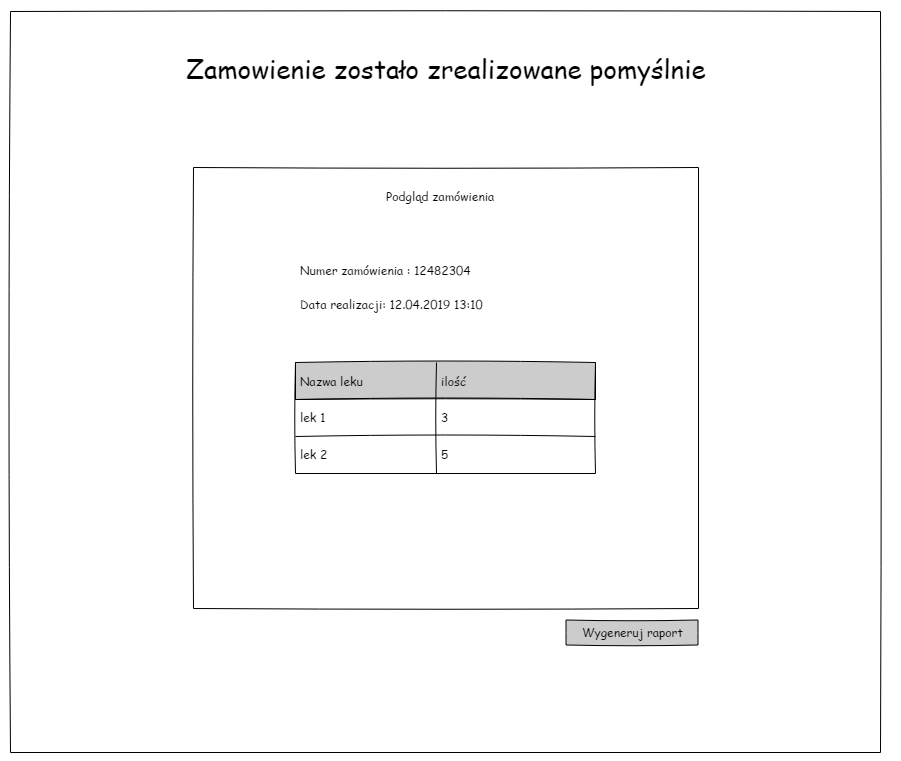 Zamowienie zostało zrealizowane pomyślnie
Podgląd zamówienia
Numer zamówienia : 12482304
Data realizacji: 12.04.2019 13:10
Nazwa leku ilość
lek 1 3
lek 2 5
Wygeneruj raport